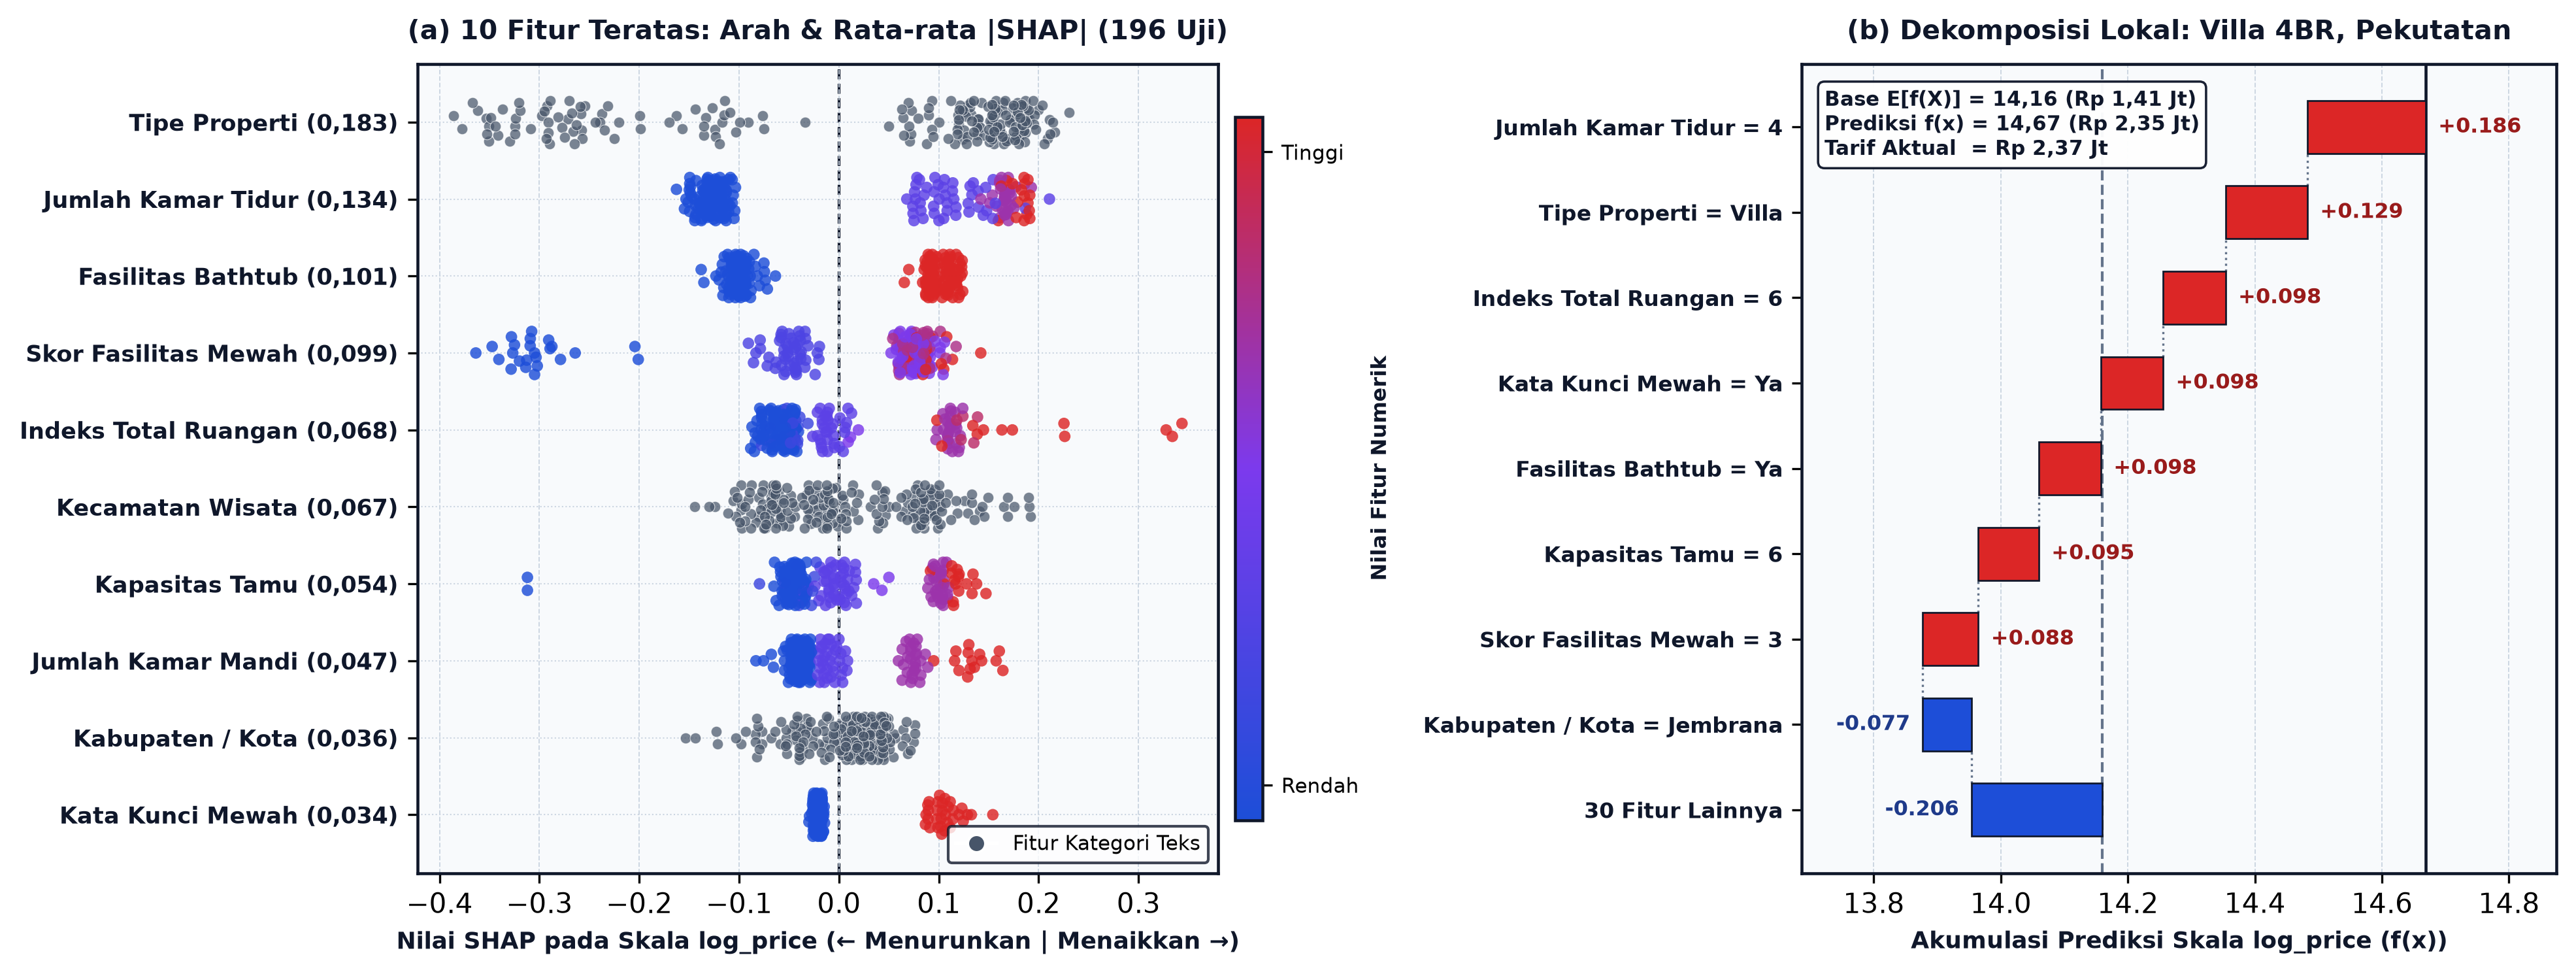 (a) 10 Fitur Teratas: Arah & Rata-rata |SHAP| (196 Uji)
Tipe Properti (0,183)
Jumlah Kamar Tidur (0,134)
Fasilitas Bathtub (0,101)
Skor Fasilitas Mewah (0,099)
Indeks Total Ruangan (0,068)
Kecamatan Wisata (0,067)
Kapasitas Tamu (0,054)
Jumlah Kamar Mandi (0,047)
Kabupaten / Kota (0,036)
Kata Kunci Mewah (0,034)
Fitur Kategori Teks
−0.4 −0.3 −0.2 −0.1 0.0 0.1 0.2 0.3
Nilai SHAP pada Skala log_price (← Menurunkan | Menaikkan →)
Tinggi
Rendah
Nilai Fitur Numerik
(b) Dekomposisi Lokal: Villa 4BR, Pekutatan
Base E[f(X)] = 14,16 (Rp 1,41 Jt)
Prediksi f(x) = 14,67 (Rp 2,35 Jt)
Tarif Aktual = Rp 2,37 Jt
Jumlah Kamar Tidur = 4 +0.186
Tipe Properti = Villa +0.129
Indeks Total Ruangan = 6 +0.098
Kata Kunci Mewah = Ya +0.098
Fasilitas Bathtub = Ya +0.098
Kapasitas Tamu = 6 +0.095
Skor Fasilitas Mewah = 3 +0.088
Kabupaten / Kota = Jembrana -0.077
30 Fitur Lainnya -0.206
13.8 14.0 14.2 14.4 14.6 14.8
Akumulasi Prediksi Skala log_price (f(x))